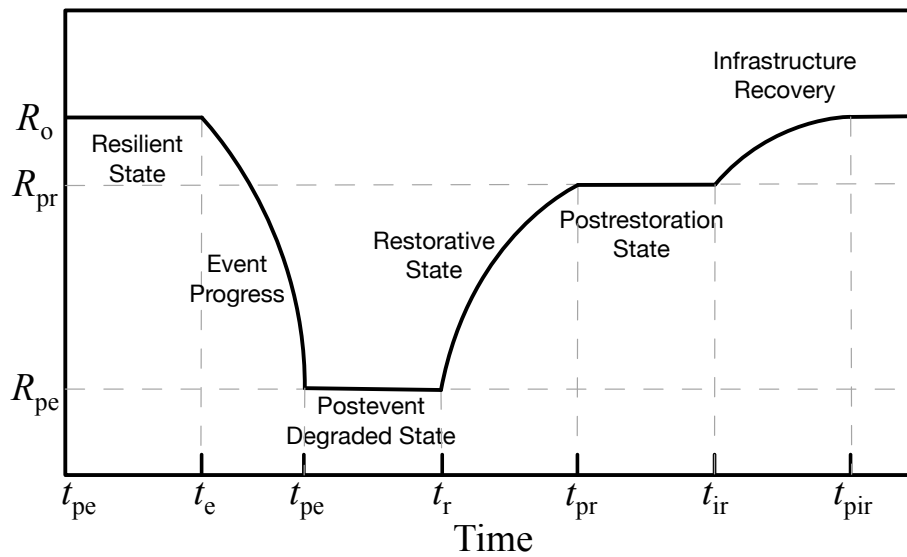 Infrastructure
Recovery
R_o
Resilient
State
R_pr
Restorative
State
Postrestoration
State
Event
Progress
R_pe
Postevent
Degraded State
t_pe t_e t_pe t_r t_pr t_ir t_pir
Time